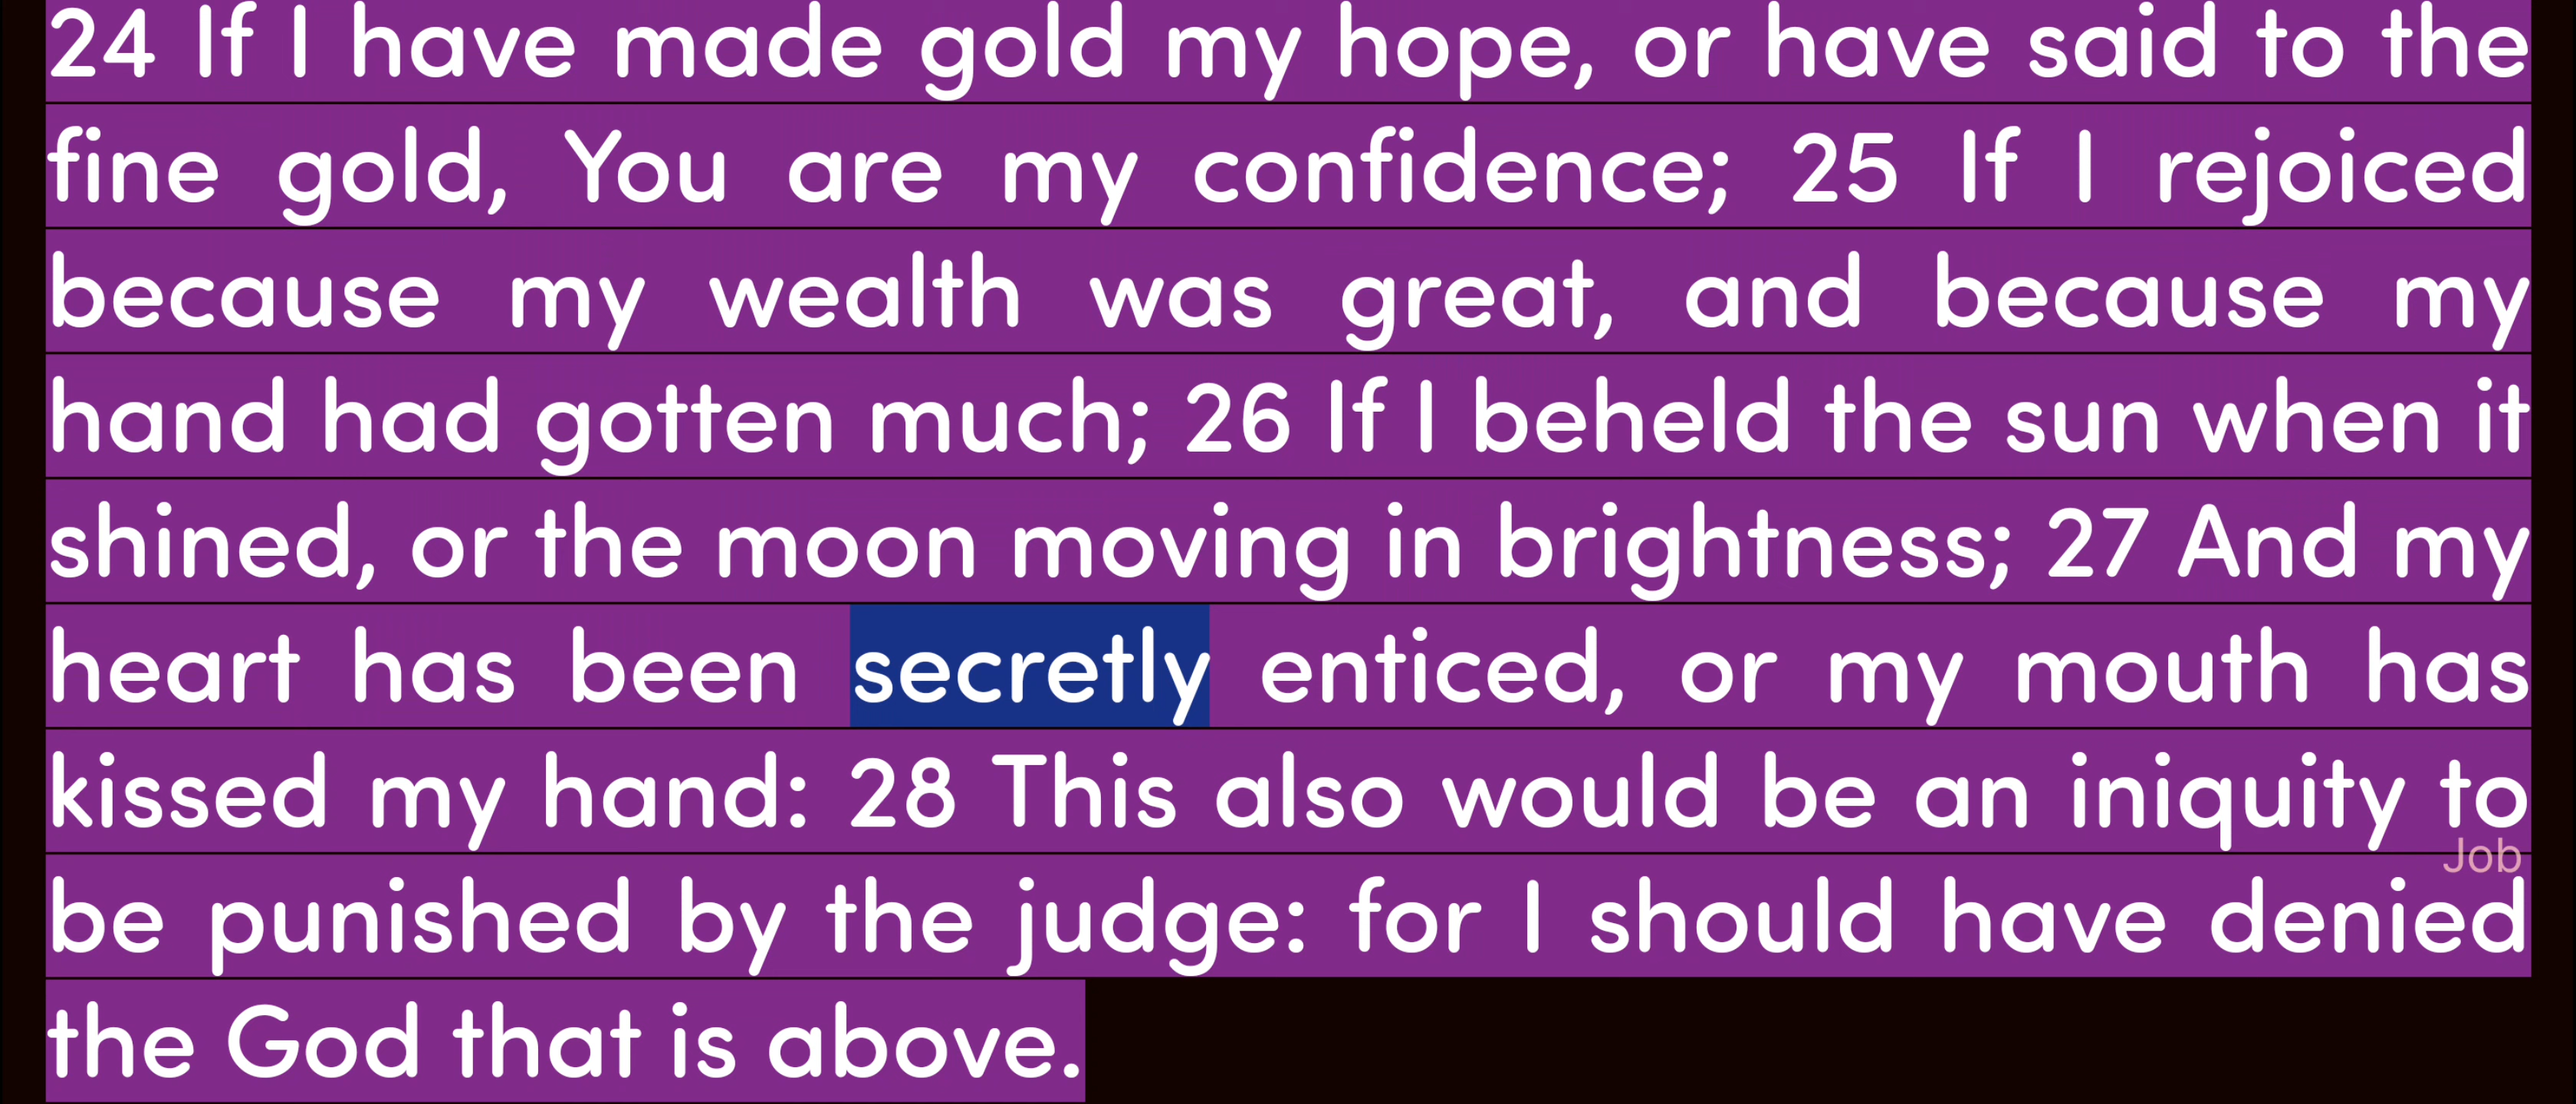 24 If I have made gold my hope, or have said to the
fine gold, You are my confidence; 25 If I rejoiced
because my wealth was great, and because my
hand had gotten much; 26 If I beheld the sun when it
shined, or the moon moving in brightness; 27 And my
heart has been secretly enticed, or my mouth has
kissed my hand: 28 This also would be an iniquity to
Job
be punished by the judge: for I should have denied
the God that is above.